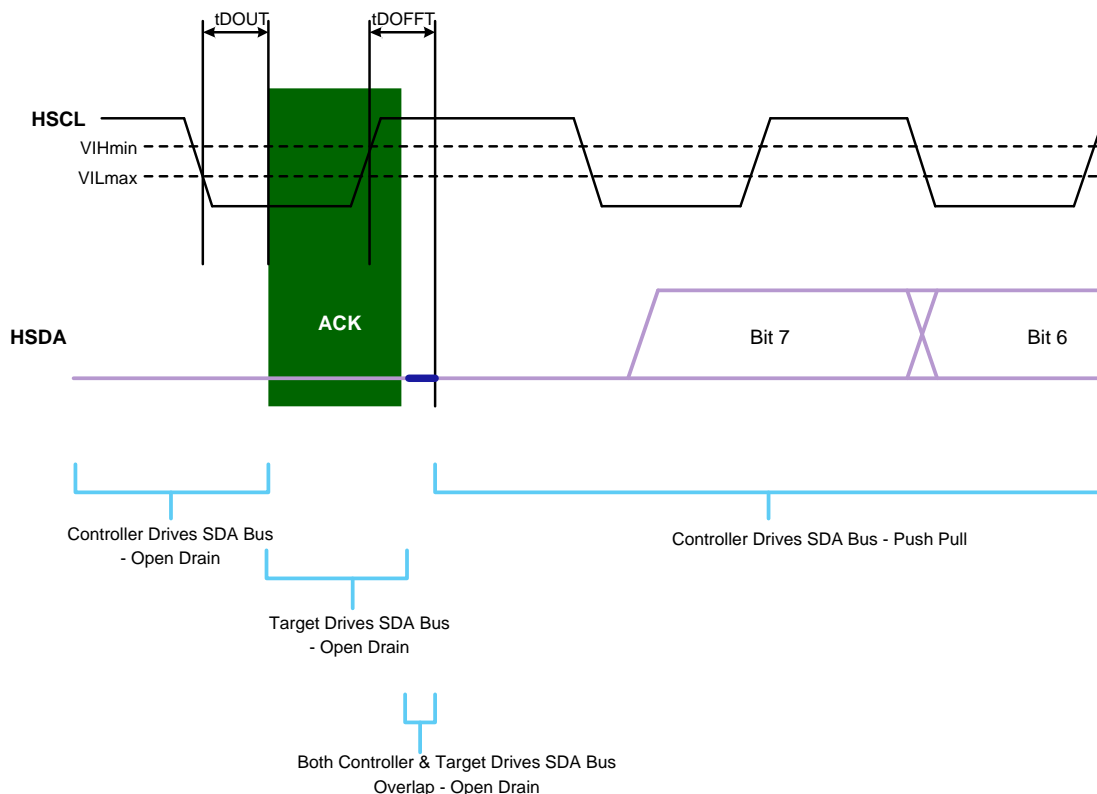 tDOUT
tDOFFT
HSCL
VIHmin
VILmax
ACK
HSDA
Bit 7
Bit 6
Controller Drives SDA Bus
- Open Drain
Controller Drives SDA Bus - Push Pull
Target Drives SDA Bus
- Open Drain
Both Controller & Target Drives SDA Bus
Overlap - Open Drain